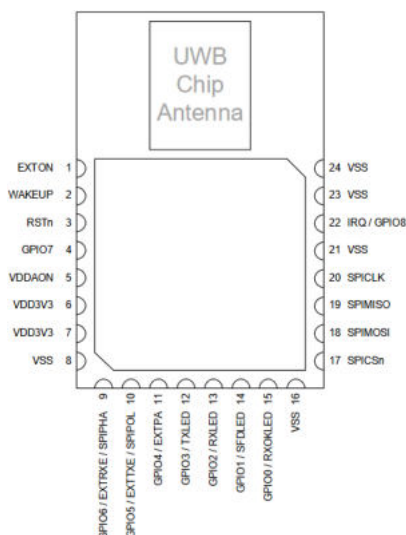 UWB
Chip
Antenna
EXTON 1
WAKEUP 2
RSTn 3
GPIO7 4
VDDAON 5
VDD3V3 6
VDD3V3 7
VSS 8
24 VSS
23 VSS
22 IRQ / GPIO8
21 VSS
20 SPICLK
19 SPIMISO
18 SPIMOSI
17 SPICSn
GPIO6 / EXTRXE / SPIPHA 9
GPIO5 / EXTTXE / SPIPOL 10
GPIO4 / EXTPA 11
GPIO3 / TXLED 12
GPIO2 / RXLED 13
GPIO1 / SFDLED 14
GPIO0 / RXOKLED 15
VSS 16